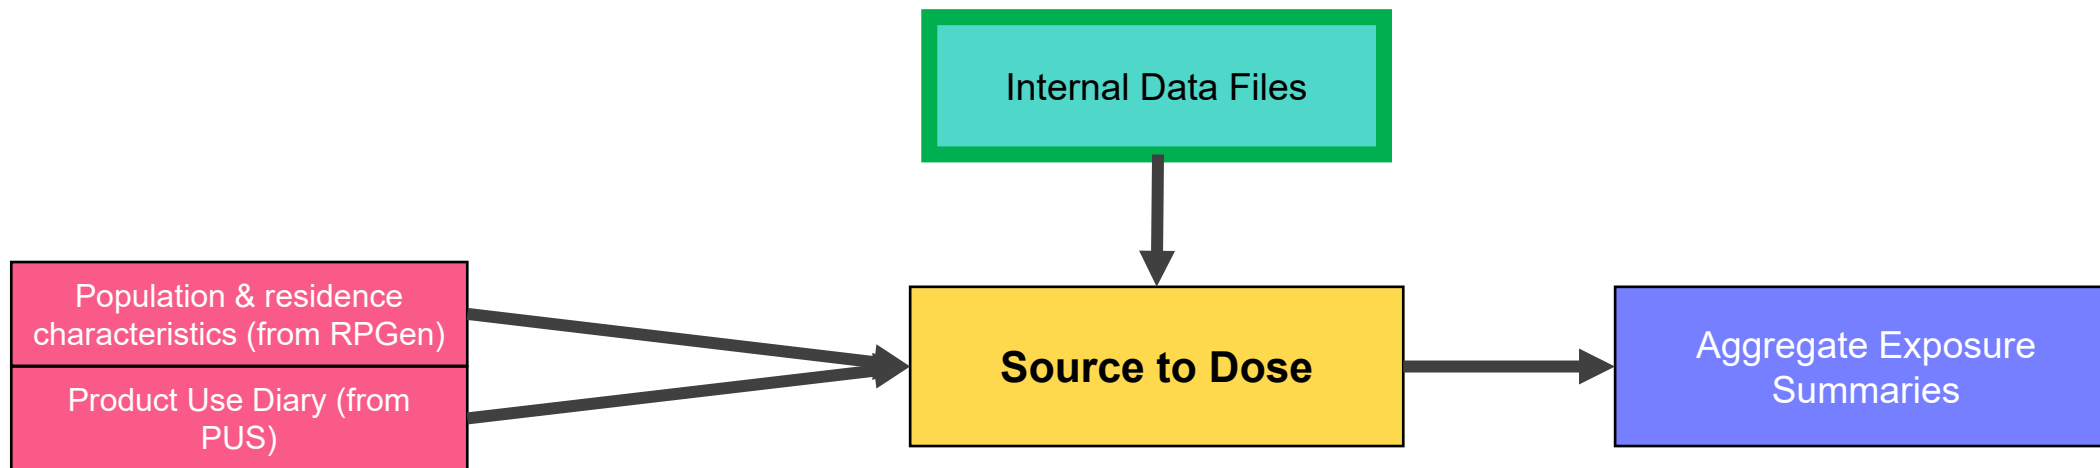 Internal Data Files
Population & residence
characteristics (from RPGen)
Product Use Diary (from
PUS)
Source to Dose
Aggregate Exposure
Summaries